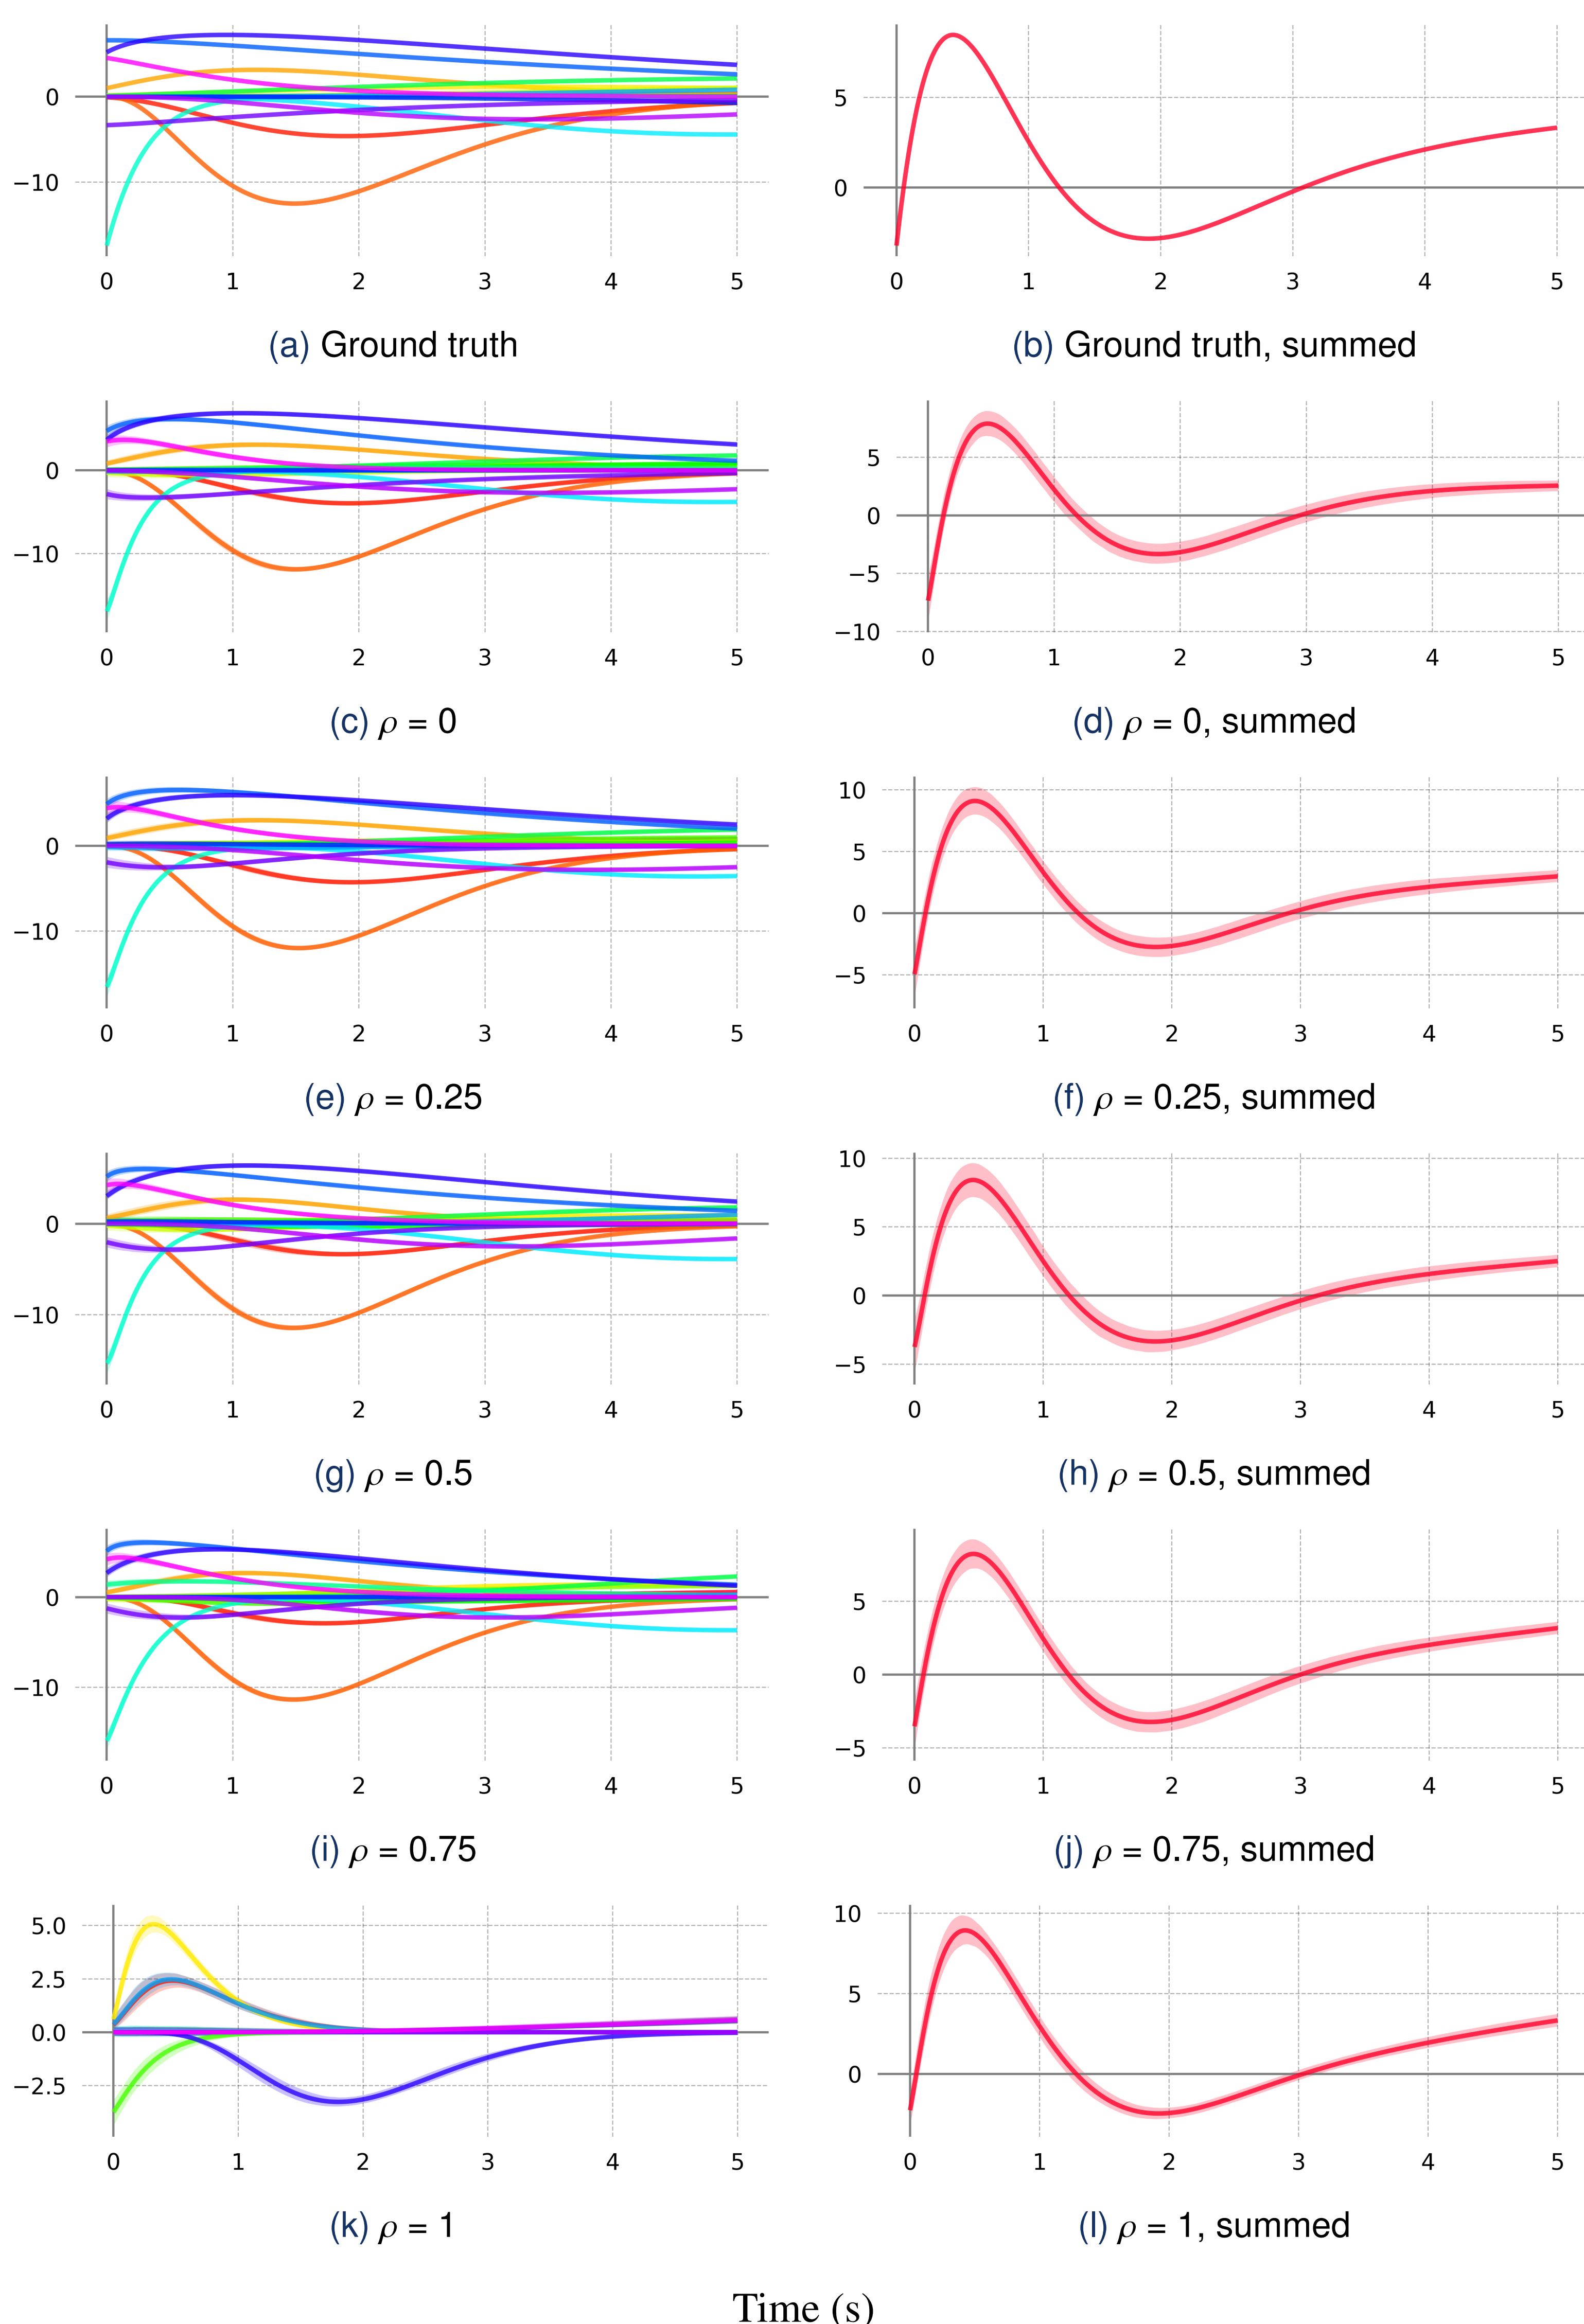 0
−10
0 1 2 3 4 5
(a) Ground truth
5
0
0 1 2 3 4 5
(b) Ground truth, summed
0
−10
0 1 2 3 4 5
(c) ρ = 0
5
0
−5
−10
0 1 2 3 4 5
(d) ρ = 0, summed
0
−10
0 1 2 3 4 5
(e) ρ = 0.25
10
5
0
−5
0 1 2 3 4 5
(f) ρ = 0.25, summed
0
−10
0 1 2 3 4 5
(g) ρ = 0.5
10
5
0
−5
0 1 2 3 4 5
(h) ρ = 0.5, summed
0
−10
0 1 2 3 4 5
(i) ρ = 0.75
5
0
−5
0 1 2 3 4 5
(j) ρ = 0.75, summed
5.0
2.5
0.0
−2.5
0 1 2 3 4 5
(k) ρ = 1
10
5
0
0 1 2 3 4 5
(l) ρ = 1, summed
Time (s)